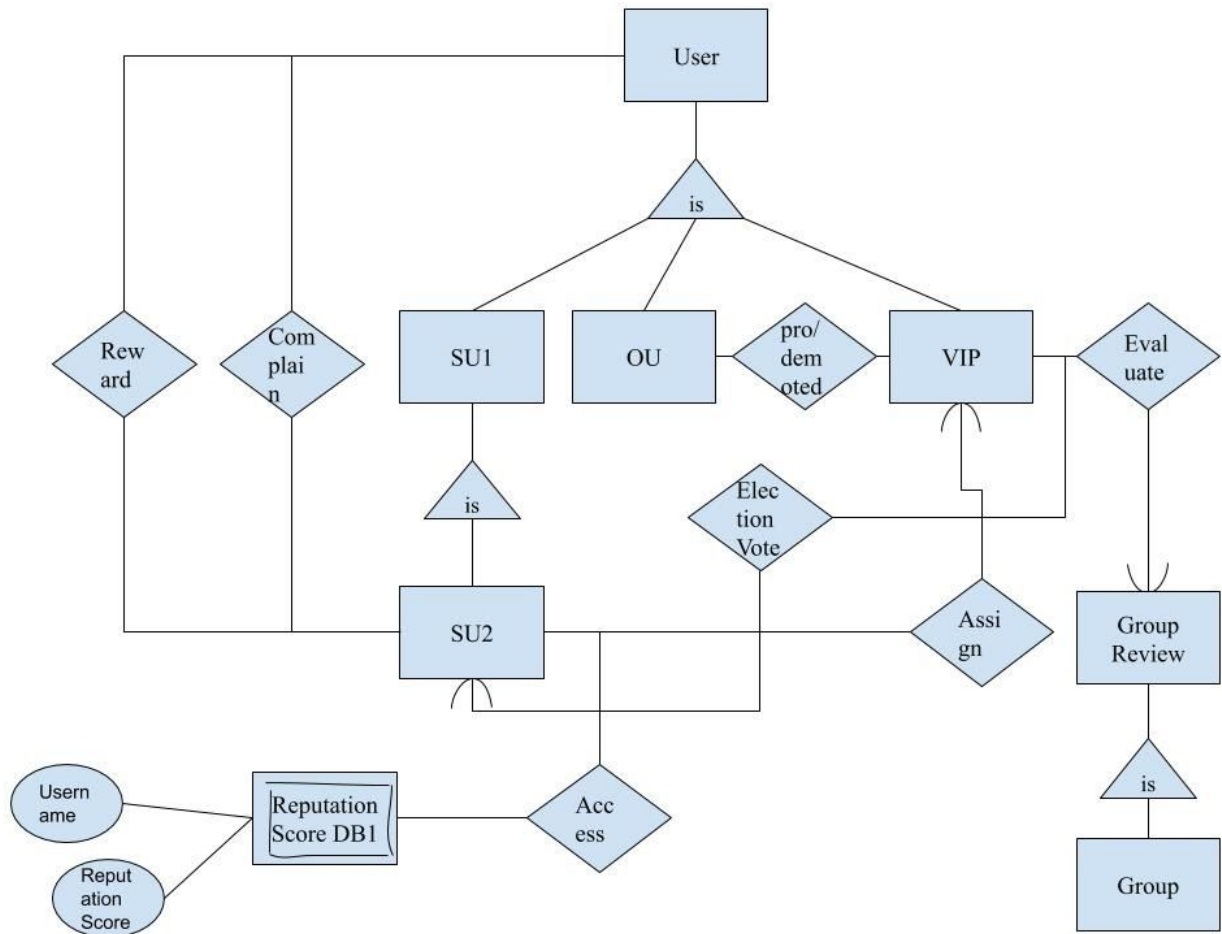 User
is
Rew
ard
Com
plai
n
SU1
OU
pro/
dem
oted
VIP
Eval
uate
is
Elec
tion
Vote
SU2
Assi
gn
Group
Review
Usern
ame
Reputation
Score DB1
Acc
ess
is
Reput
ation
Score
Group